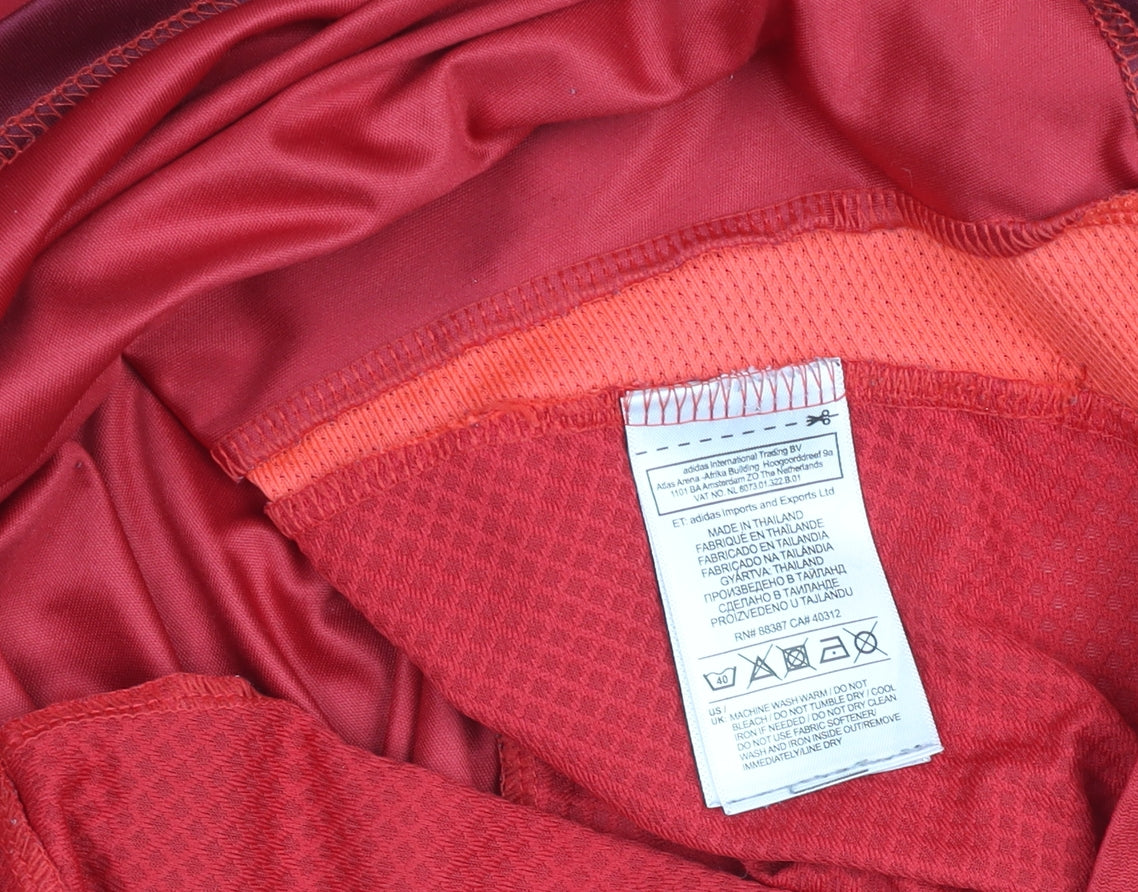 adidas International Trading BV
Atlas Arena -Afrika Building Hoogoorddreef 9a
1101 BA Amsterdam ZO The Netherlands
VAT NO. NL 6073.01.322.B.01
ET: adidas Imports and Exports Ltd
MADE IN THAILAND
FABRIQUE EN THAÏLANDE
FABRICADO EN TAILANDIA
FABRICADO NA TAILÂNDIA
GYÁRTVA: THAILAND
ПРОИЗВЕДЕНО В ТАЙЛАНД
СДЕЛАНО В ТАИЛАНДЕ
PROIZVEDENO U TAJLANDU
RN# 88387 CA# 40312
40
US /
UK: MACHINE WASH WARM / DO NOT
BLEACH / DO NOT TUMBLE DRY / COOL
IRON IF NEEDED / DO NOT DRY CLEAN
DO NOT USE FABRIC SOFTENER/
WASH AND IRON INSIDE OUT/REMOVE
IMMEDIATELY/LINE DRY